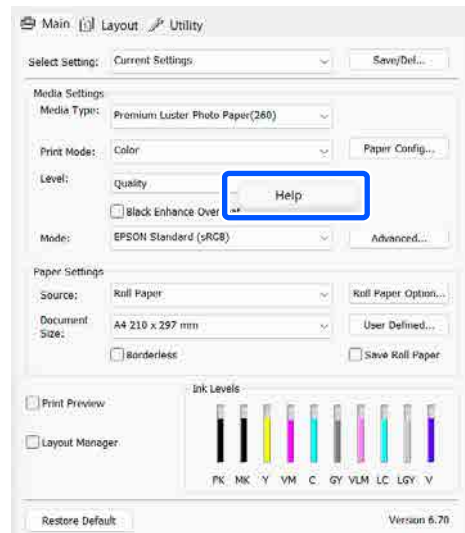 Main Layout Utility
Select Setting: Current Settings Save/Del...
Media Settings
Media Type: Premium Luster Photo Paper(260)
Print Mode: Color Paper Config...
Level: Quality
Help
Black Enhance Over
Mode: EPSON Standard (sRGB) Advanced...
Paper Settings
Source: Roll Paper Roll Paper Option...
Document Size: A4 210 x 297 mm User Defined...
Borderless Save Roll Paper
Ink Levels
Print Preview
Layout Manager
PK MK Y VM C GY VLM LC LGY V
Restore Default Version 6.70